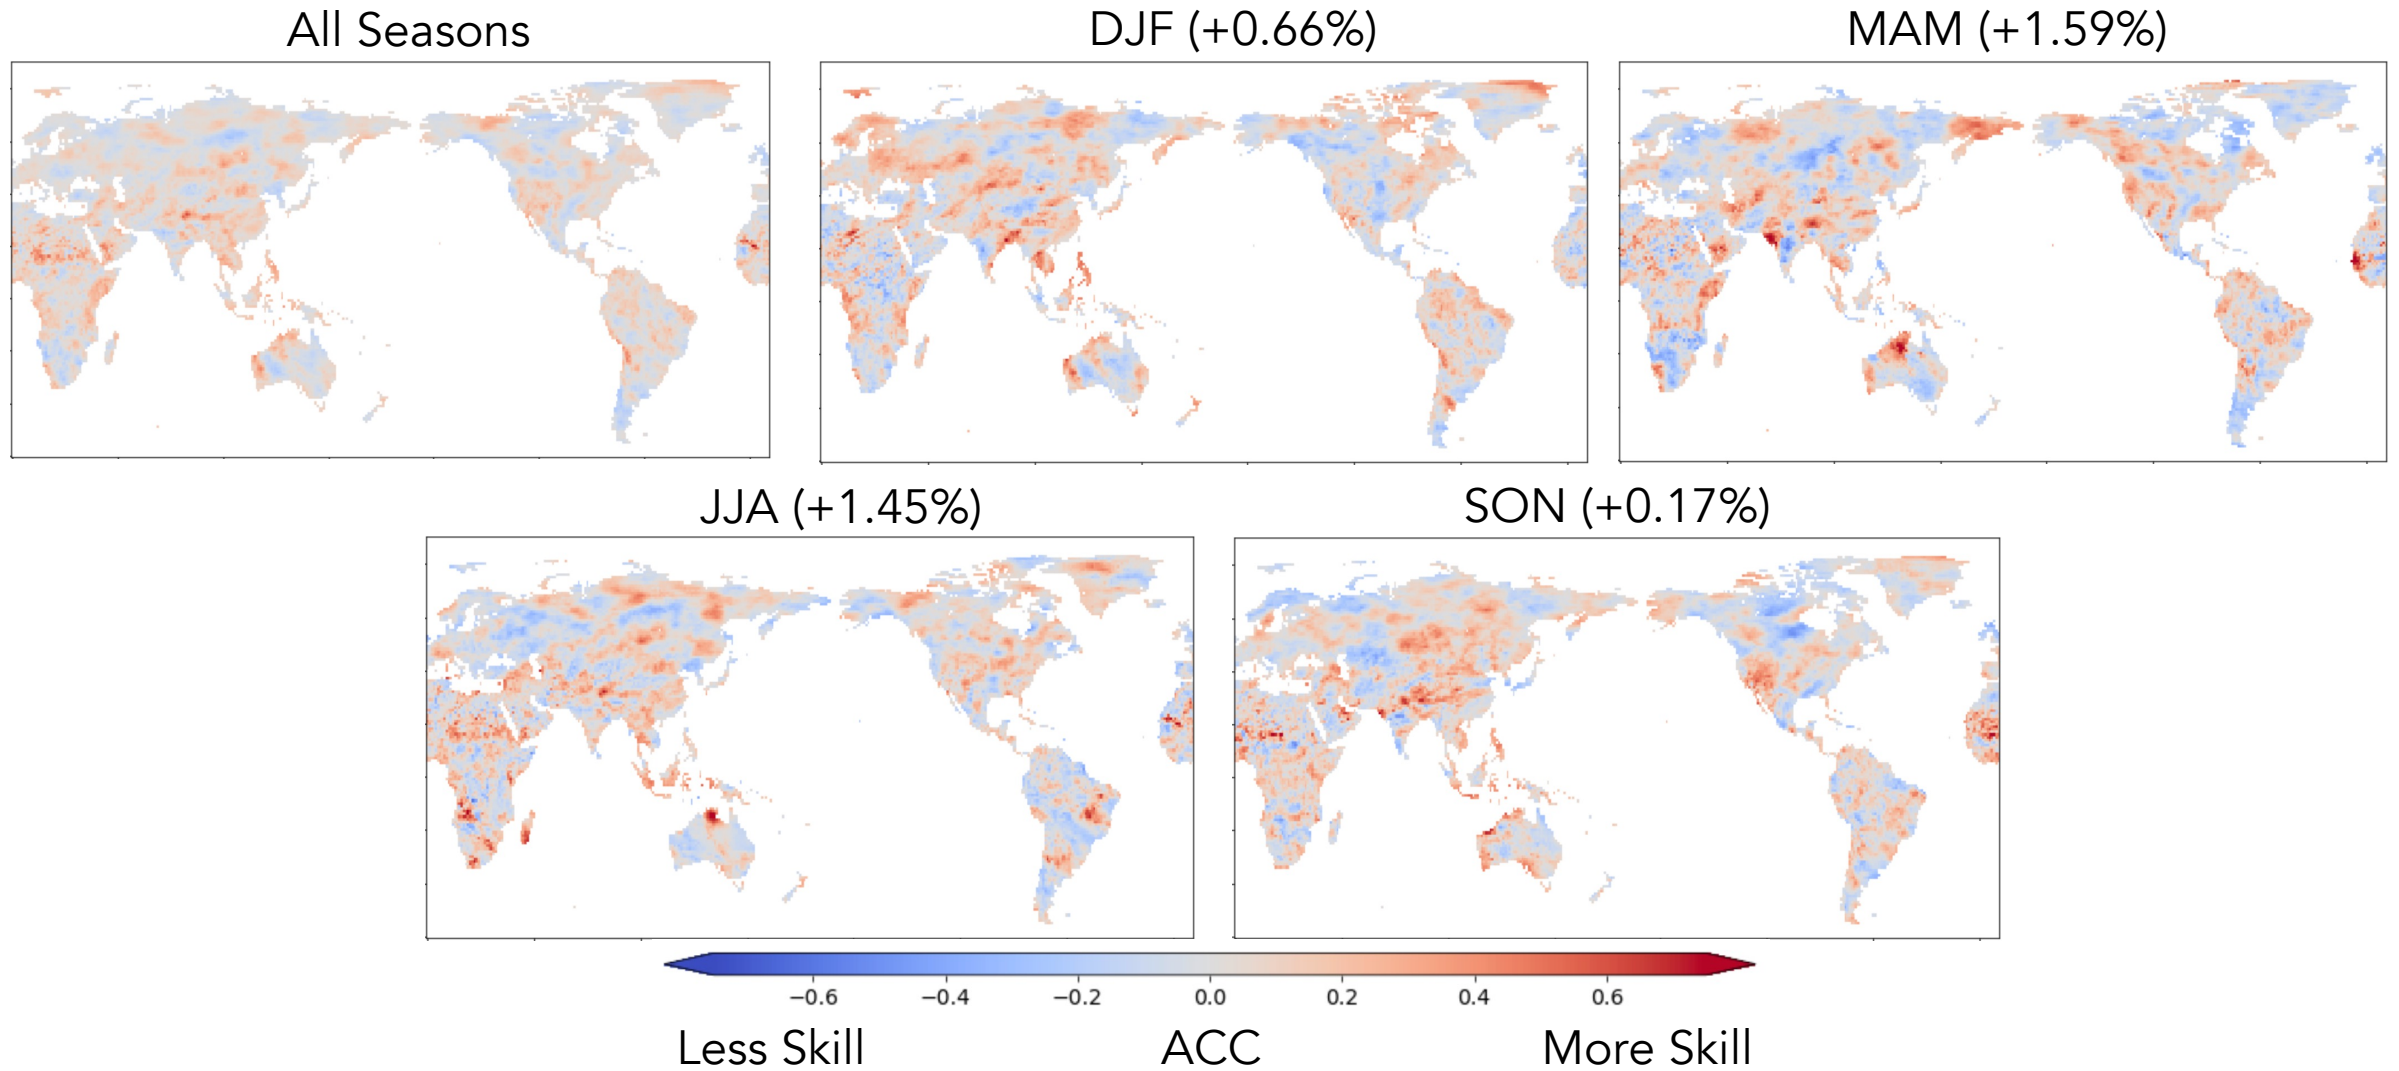 All Seasons
DJF (+0.66%)
MAM (+1.59%)
JJA (+1.45%)
SON (+0.17%)
−0.6 −0.4 −0.2 0.0 0.2 0.4 0.6
Less Skill ACC More Skill